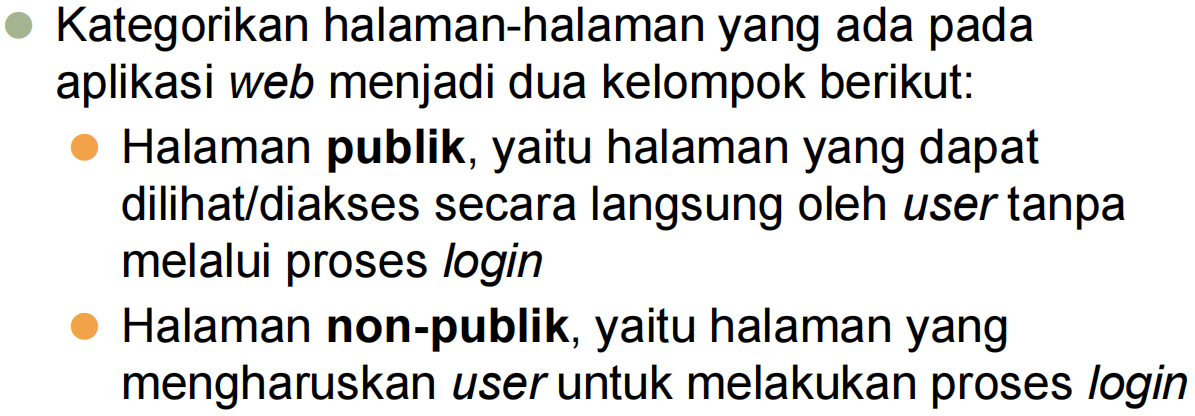 Kategorikan halaman-halaman yang ada pada
aplikasi web menjadi dua kelompok berikut:
Halaman publik, yaitu halaman yang dapat
dilihat/diakses secara langsung oleh user tanpa
melalui proses login
Halaman non-publik, yaitu halaman yang
mengharuskan user untuk melakukan proses login